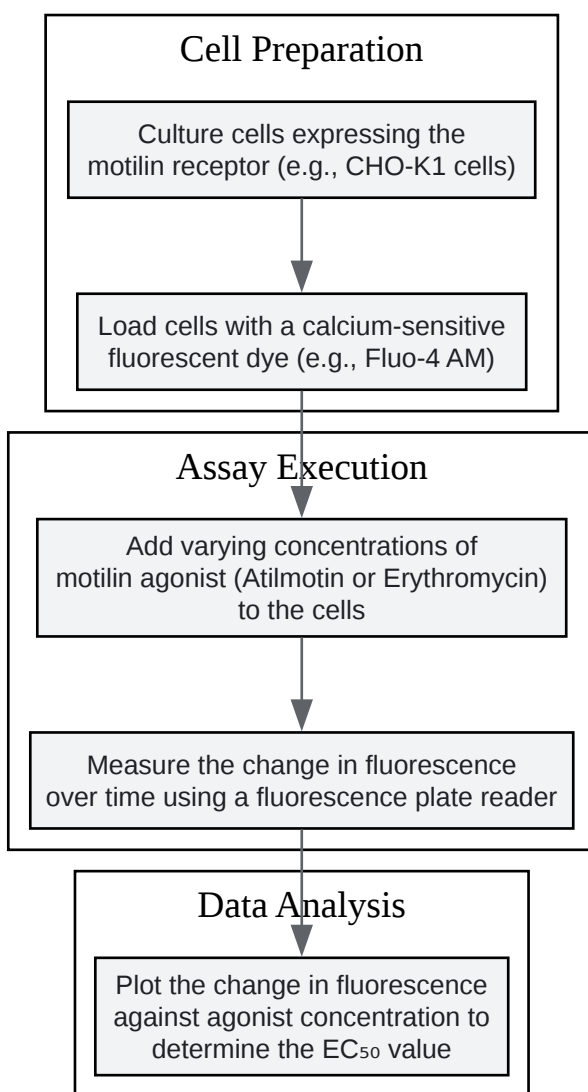 Cell Preparation
Culture cells expressing the
motilin receptor (e.g., CHO-K1 cells)
Load cells with a calcium-sensitive
fluorescent dye (e.g., Fluo-4 AM)
Assay Execution
Add varying concentrations of
motilin agonist (Atilmotin or Erythromycin)
to the cells
Measure the change in fluorescence
over time using a fluorescence plate reader
Data Analysis
Plot the change in fluorescence
against agonist concentration to
determine the EC₅₀ value